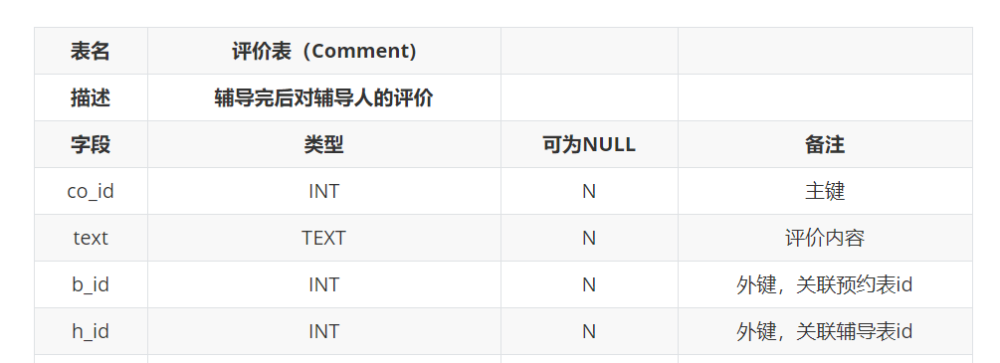 表名 评价表（Comment)
描述 辅导完后对辅导人的评价
字段 类型 可为NULL 备注
co_id INT N 主键
text TEXT N 评价内容
b_id INT N 外键，关联预约表id
h_id INT N 外键，关联辅导表id